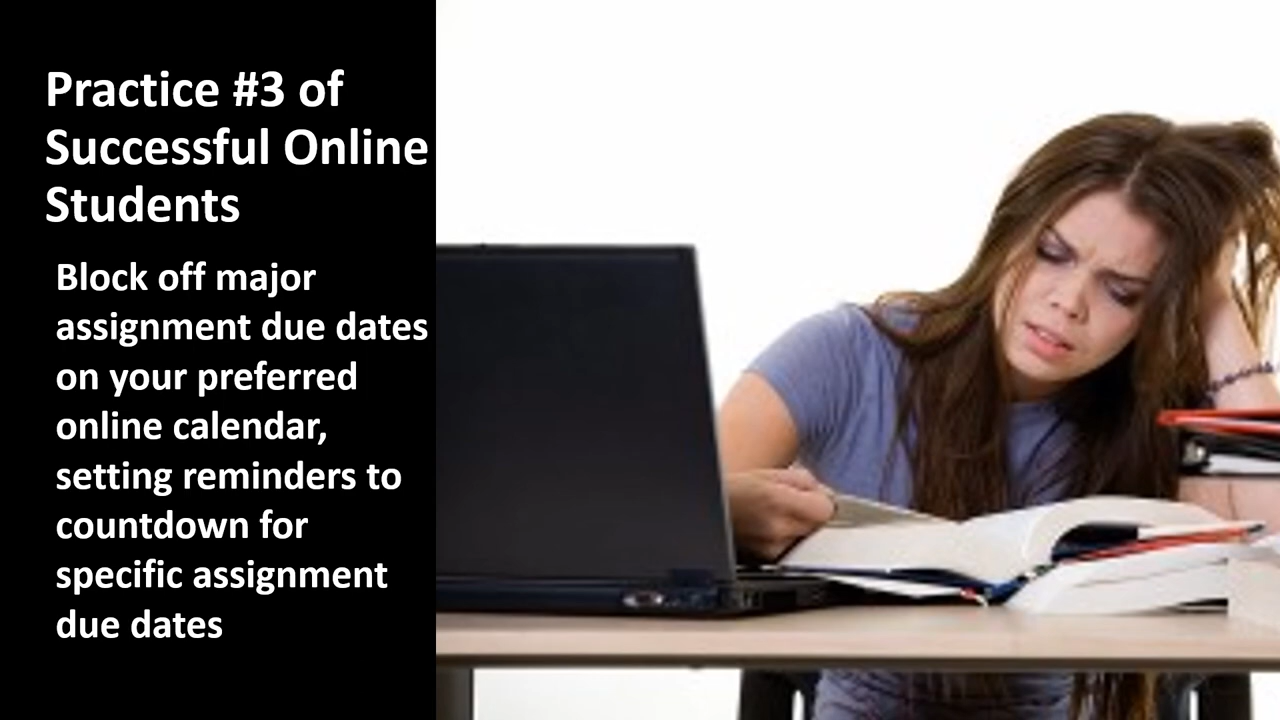 Practice #3 of
Successful Online
Students
Block off major
assignment due dates
on your preferred
online calendar,
setting reminders to
countdown for
specific assignment
due dates